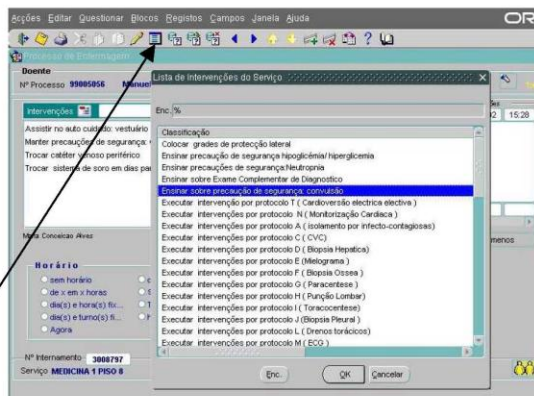 Acções Editar Questionar Blocos Registos Campos Janela Ajuda
OR
Processo de Enfermagem
Doente
Nº Processo 99005056 Manuel
Intervenções
Assistir no auto cuidado: vestuário
Manter precauções de segurança:
Trocar catéter venoso periférico
Trocar sistema de soro em dias
Maria Conceicao Alves
Horário
sem horário
de x em x horas
dia(s) e hora(s) fix...
dia(s) e turno(s) fi...
Agora
Nº Internamento 3008797
Serviço MEDICINA 1 PISO 8
Lista de Intervenções do Serviço
Enc. %
Classificação
Colocar grades de protecção lateral
Ensinar precaução de segurança hipoglicémia/ hiperglicemia
Ensinar precauções de segurança:Neutropnia
Ensinar sobre Exame Complementar de Diagnostico
Ensinar sobre precaução de segurança: convulsão
Executar intervenção por protocolo T ( Cardioversão electrica electiva )
Executar intervenções por protocolo N ( Monitorização Cardiaca )
Executar intervenções por protocolo A ( isolamento por infecto-contagiosas)
Executar intervenções por protocolo C ( CVC)
Executar intervenções por protocolo D ( Biopsia Hepatica)
Executar intervenções por protocolo E (Mielograma )
Executar intervenções por protocolo F ( Biopsia Ossea )
Executar intervenções por protocolo G ( Paracentese )
Executar intervenções por protocolo H ( Punção Lombar)
Executar intervenções por protocolo I ( Toracocentese)
Executar intervenções por protocolo J (Biopsia Pleural )
Executar intervenções por protocolo L ( Drenos torácicos)
Executar intervenções por protocolo M ( ECG )
Enc. OK Cancelar
15:28
menos